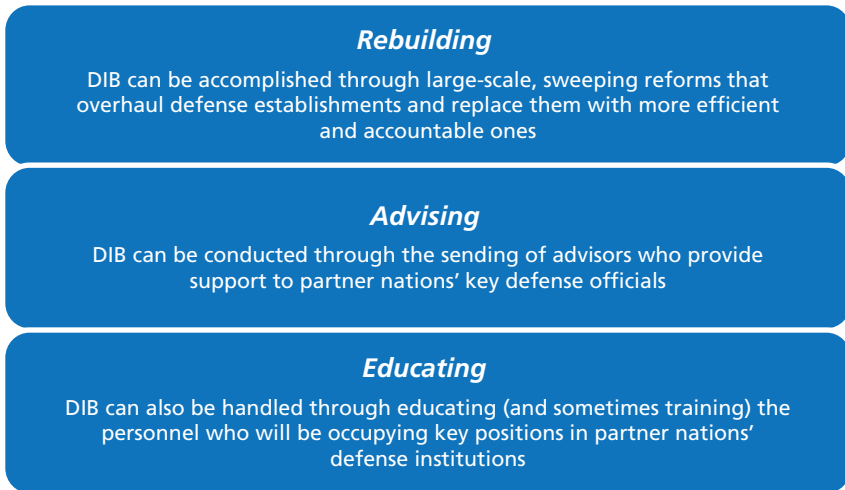 Rebuilding
DIB can be accomplished through large-scale, sweeping reforms that
overhaul defense establishments and replace them with more efficient
and accountable ones
Advising
DIB can be conducted through the sending of advisors who provide
support to partner nations’ key defense officials
Educating
DIB can also be handled through educating (and sometimes training) the
personnel who will be occupying key positions in partner nations’
defense institutions